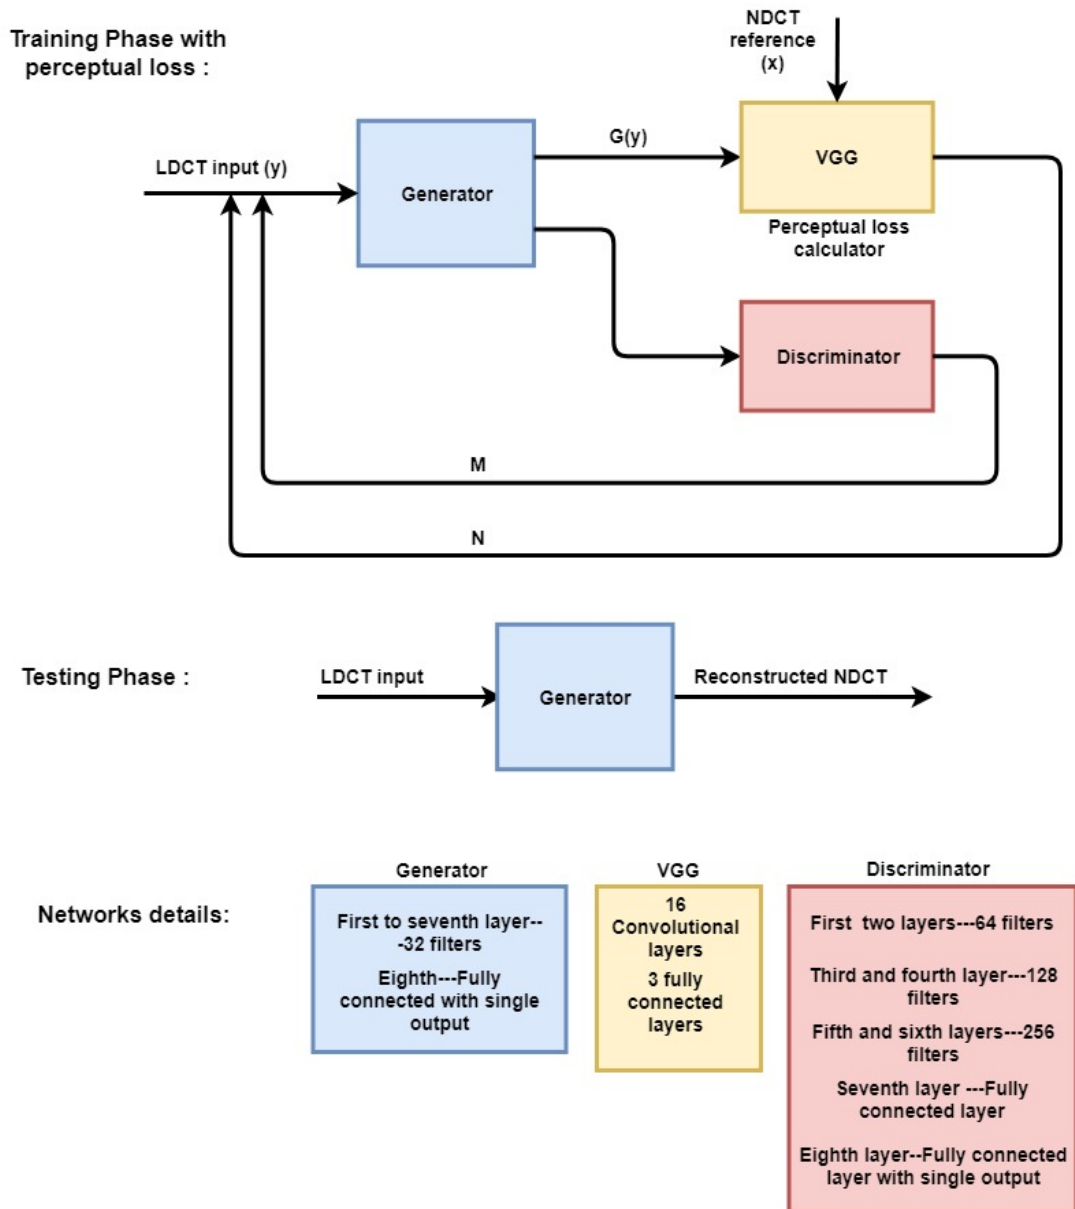 Training Phase with
perceptual loss :
NDCT
reference
(x)
LDCT input (y)
Generator
G(y)
VGG
Perceptual loss
calculator
Discriminator
M
N
Testing Phase :
LDCT input
Generator
Reconstructed NDCT
Networks details:
Generator
First to seventh layer--
-32 filters
Eighth---Fully
connected with single
output
VGG
16
Convolutional
layers
3 fully
connected
layers
Discriminator
First  two layers---64 filters
Third and fourth layer---128
filters
Fifth and sixth layers---256
filters
Seventh layer ---Fully
connected layer
Eighth layer--Fully connected
layer with single output